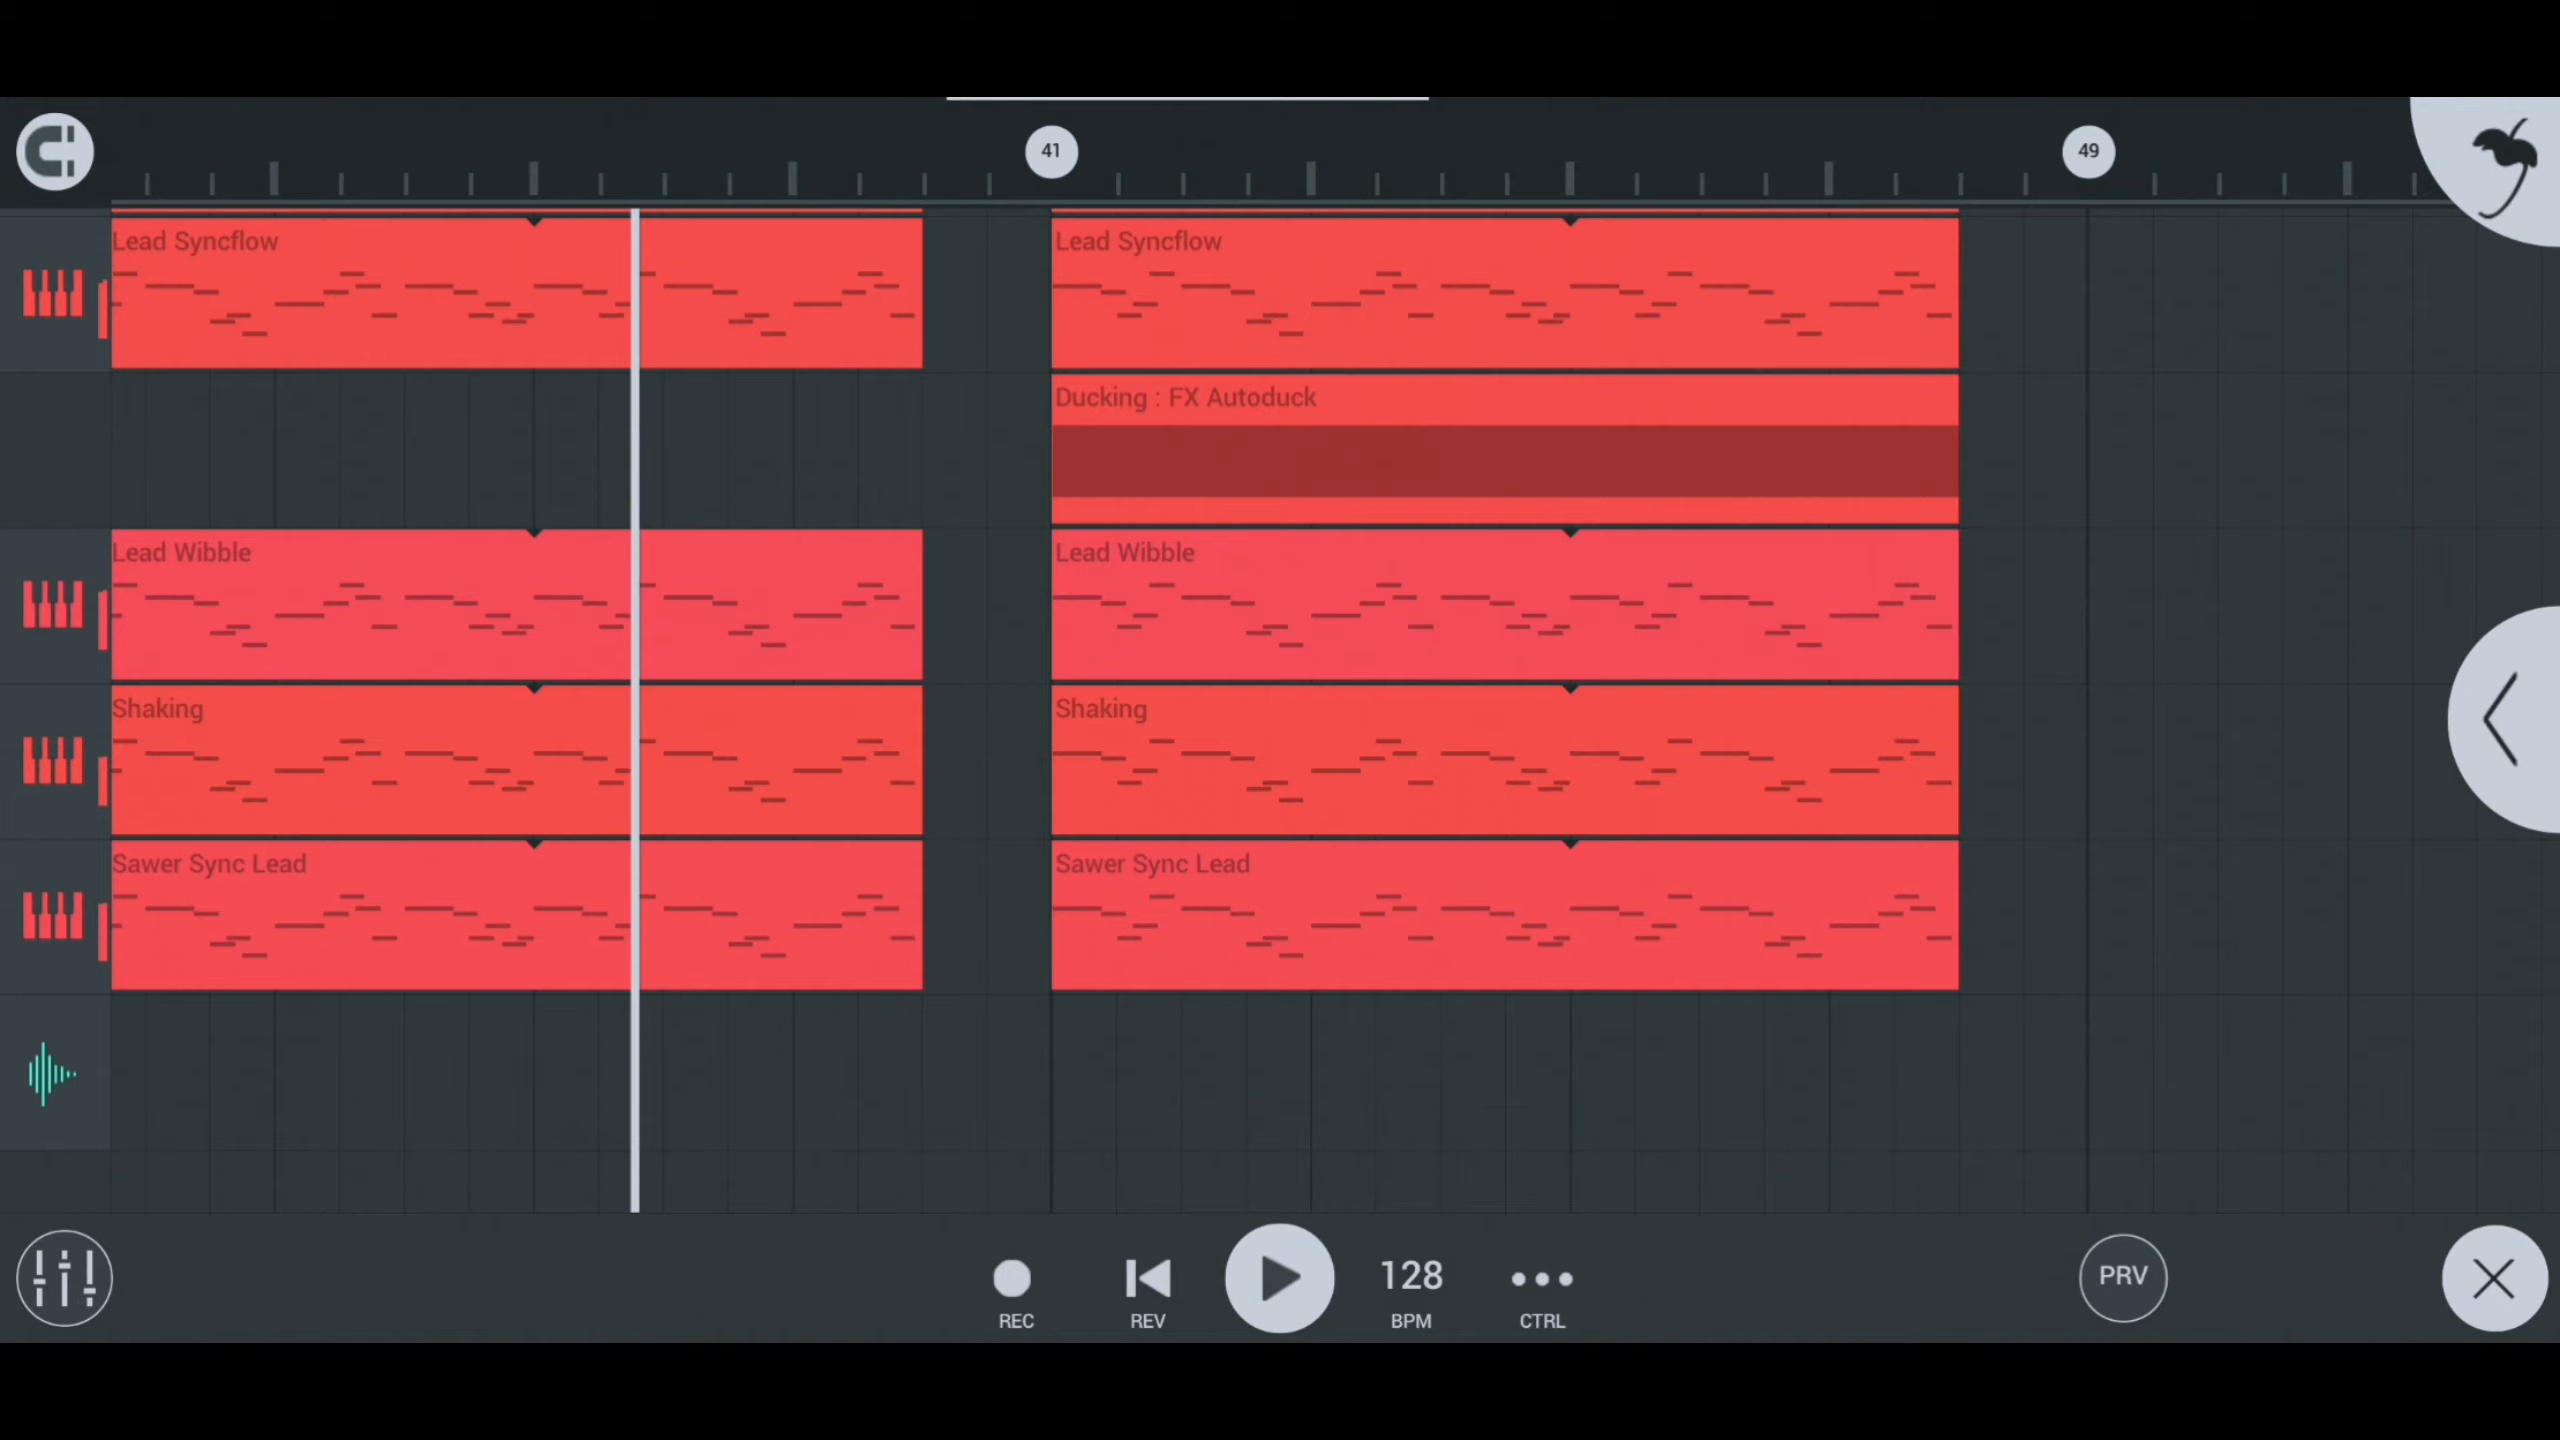 41
49
Lead Syncflow
Lead Syncflow
Ducking : FX Autoduck
Lead Wibble
Lead Wibble
Shaking
Shaking
Sawer Sync Lead
Sawer Sync Lead
128
PRV
REC
REV
BPM
CTRL